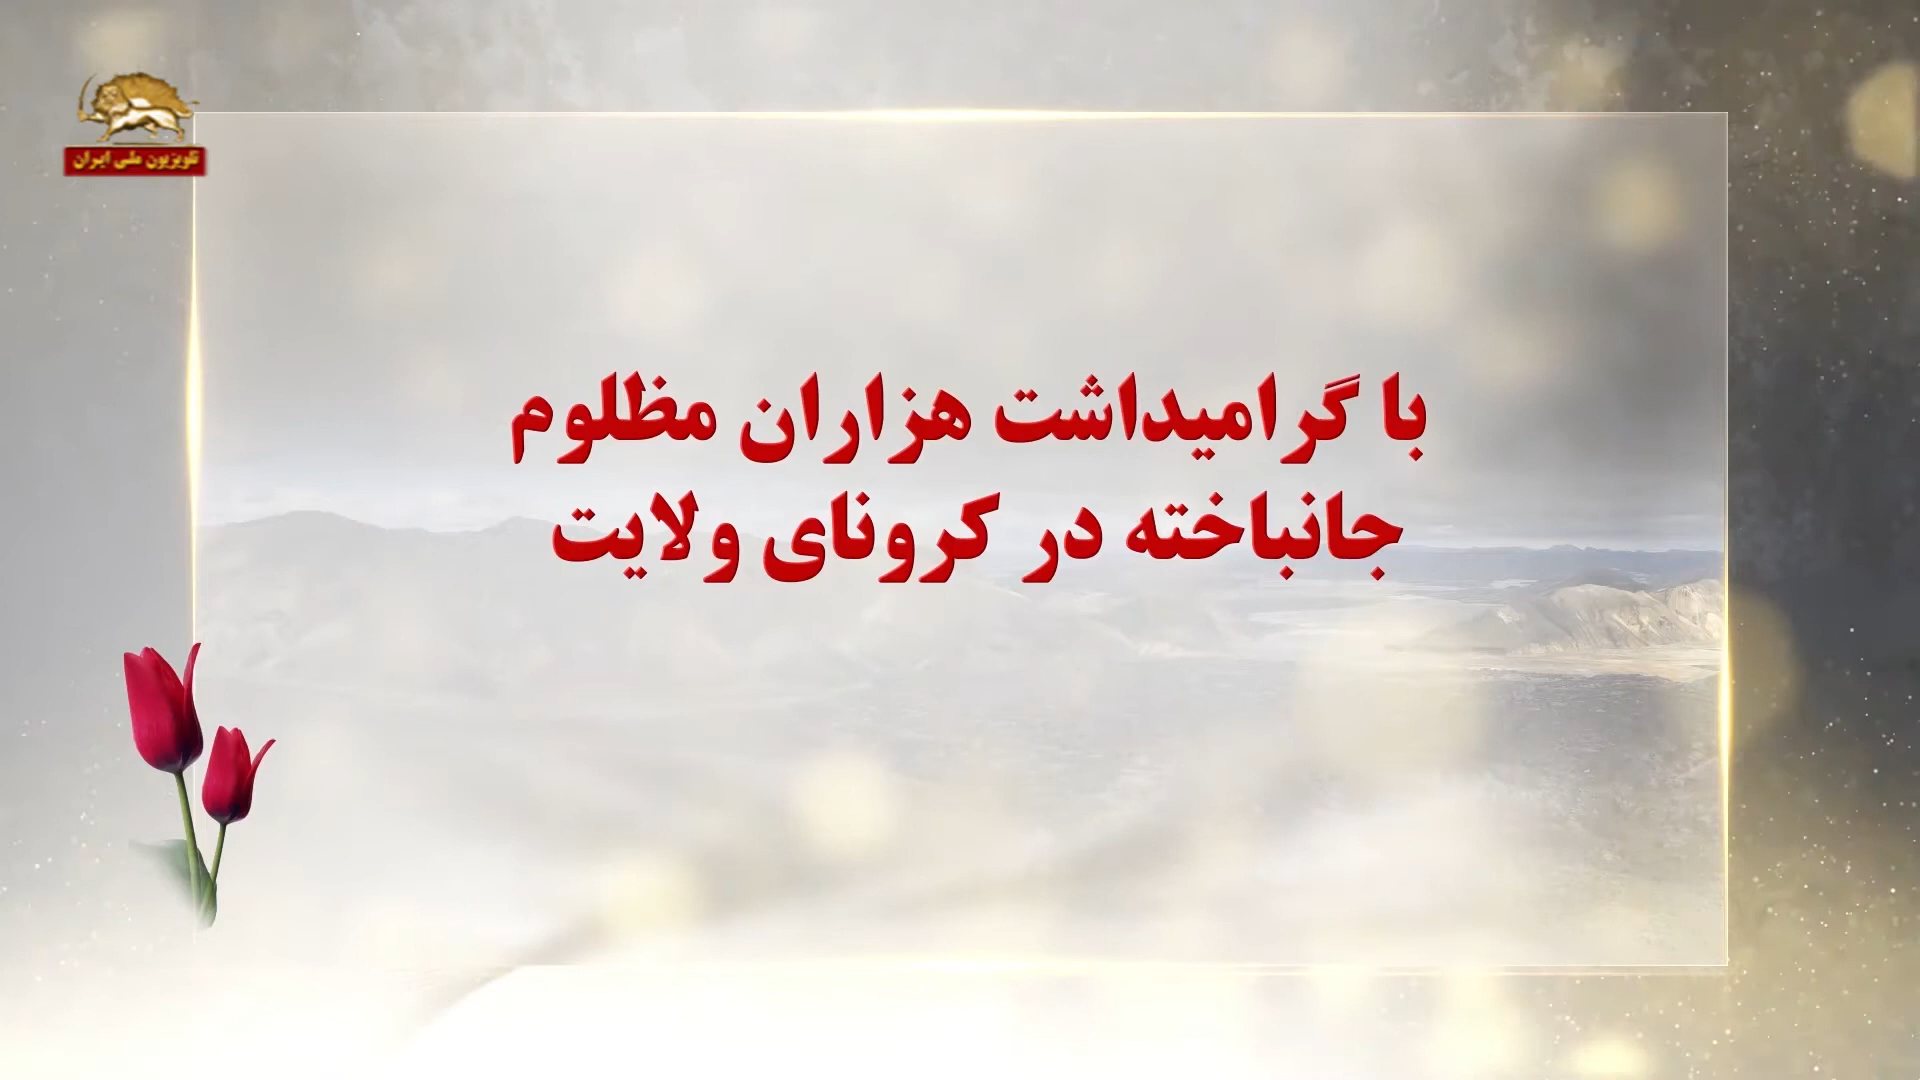 تلویزیون ملی ایران
با گرامیداشت هزاران مظلوم
جانباخته در کرونای ولایت